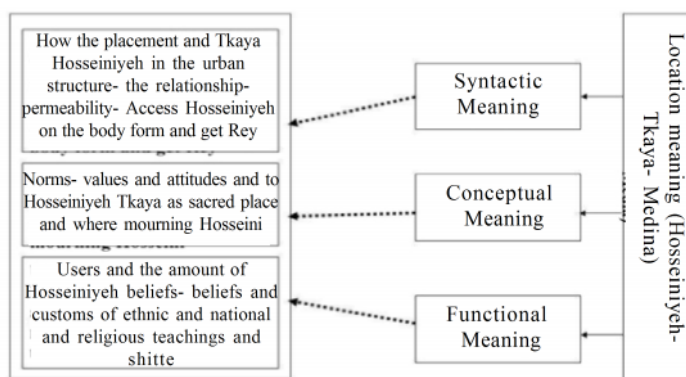 How the placement and Tkaya
Hosseiniyeh in the urban
structure- the relationship-
permeability- Access Hosseiniyeh
on the body form and get Rey
Norms- values and attitudes and to
Hosseiniyeh Tkaya as sacred place
and where mourning Hosseini
Users and the amount of
Hosseiniyeh beliefs- beliefs and
customs of ethnic and national
and religious teachings and
shitte
Syntactic
Meaning
Conceptual
Meaning
Functional
Meaning
Location meaning (Hosseiniyeh-
Tkaya- Medina)